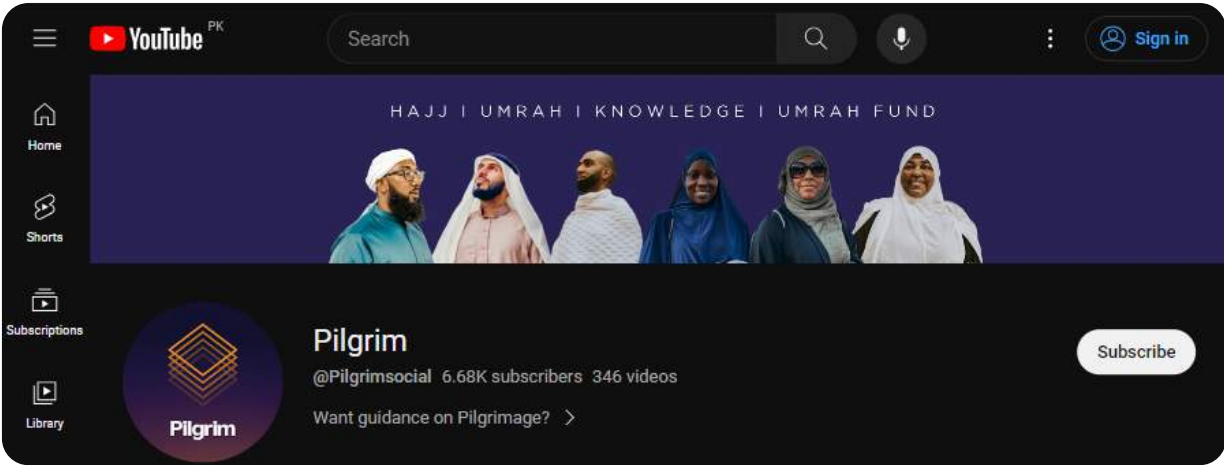 YouTube PK
Search
Sign in
HAJJ I UMRAH I KNOWLEDGE I UMRAH FUND
Home
Shorts
Subscriptions
Library
Pilgrim
Pilgrim
@Pilgrimsocial 6.68K subscribers 346 videos
Want guidance on Pilgrimage?
Subscribe